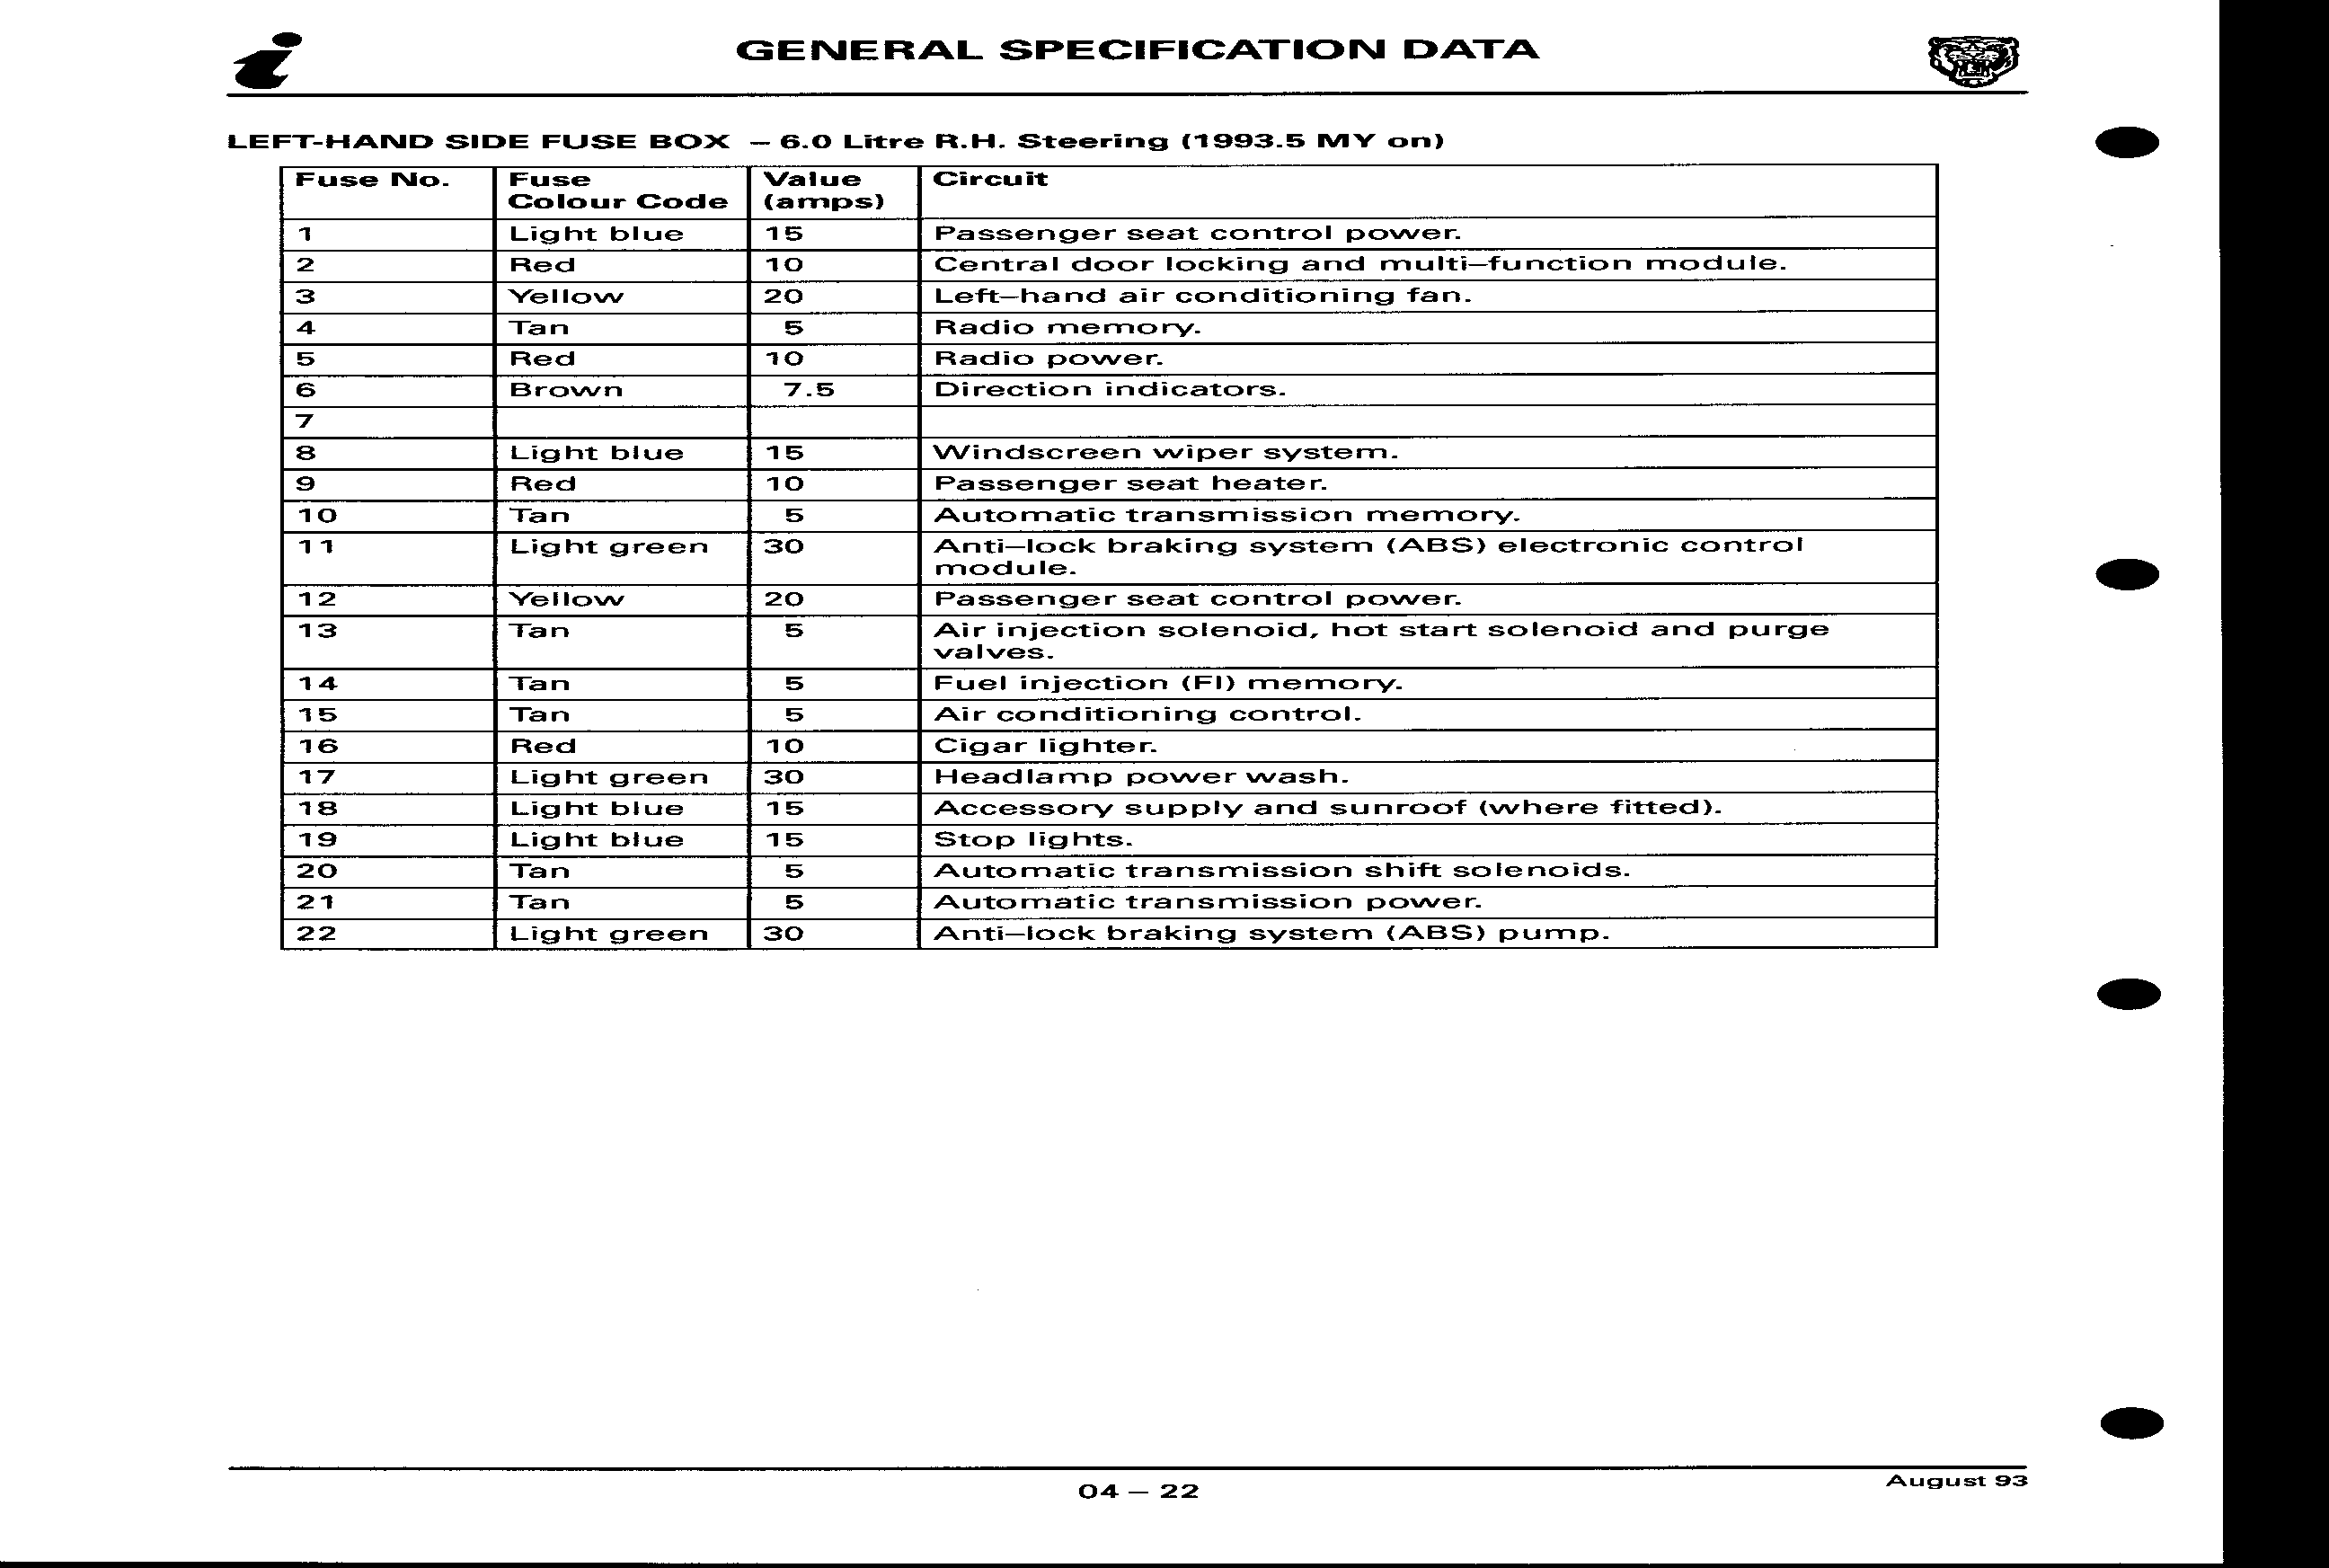 GENERAL SPECIFICATION DATA
LEFT-HAND SIDE FUSE BOX – 6.0 Litre R.H. Steering (1993.5 MY on)
Fuse No. Fuse Colour Code Value (amps) Circuit
1 Light blue 15 Passenger seat control power.
2 Red 10 Central door locking and multi–function module.
3 Yellow 20 Left–hand air conditioning fan.
4 Tan 5 Radio memory.
5 Red 10 Radio power.
6 Brown 7.5 Direction indicators.
7
8 Light blue 15 Windscreen wiper system.
9 Red 10 Passenger seat heater.
10 Tan 5 Automatic transmission memory.
11 Light green 30 Anti–lock braking system (ABS) electronic control
module.
12 Yellow 20 Passenger seat control power.
13 Tan 5 Air injection solenoid, hot start solenoid and purge
valves.
14 Tan 5 Fuel injection (FI) memory.
15 Tan 5 Air conditioning control.
16 Red 10 Cigar lighter.
17 Light green 30 Headlamp power wash.
18 Light blue 15 Accessory supply and sunroof (where fitted).
19 Light blue 15 Stop lights.
20 Tan 5 Automatic transmission shift solenoids.
21 Tan 5 Automatic transmission power.
22 Light green 30 Anti–lock braking system (ABS) pump.
04 – 22
August 93